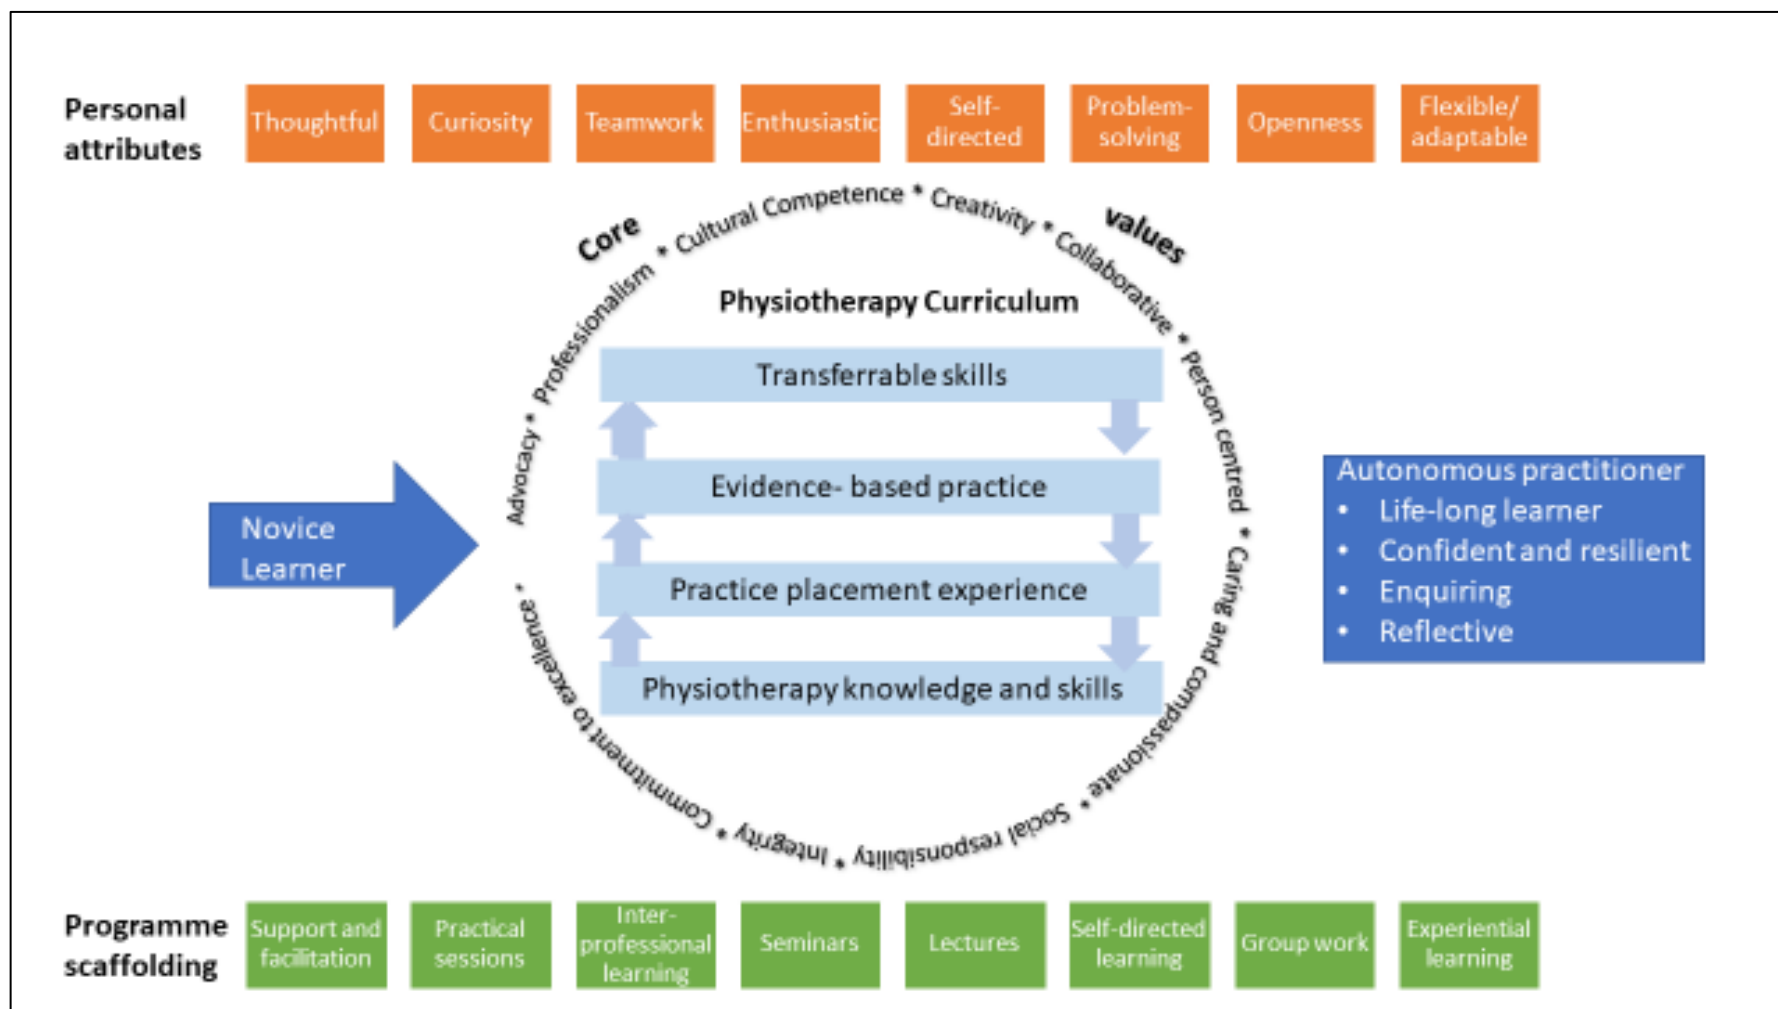 Personal
attributes
Thoughtful
Curiosity
Teamwork
Enthusiastic
Self-
directed
Problem-
solving
Openness
Flexible/
adaptable
Core
values
Advocacy * Professionalism * Cultural Competence * Creativity * Collaborative * Person centred * Caring and compassionate * Social responsibility * Integrity * Commitment to excellence *
Physiotherapy Curriculum
Transferrable skills
Evidence- based practice
Practice placement experience
Physiotherapy knowledge and skills
Novice
Learner
Autonomous practitioner
• Life-long learner
• Confident and resilient
• Enquiring
• Reflective
Programme
scaffolding
Support and
facilitation
Practical
sessions
Inter-
professional
learning
Seminars
Lectures
Self-directed
learning
Group work
Experiential
learning